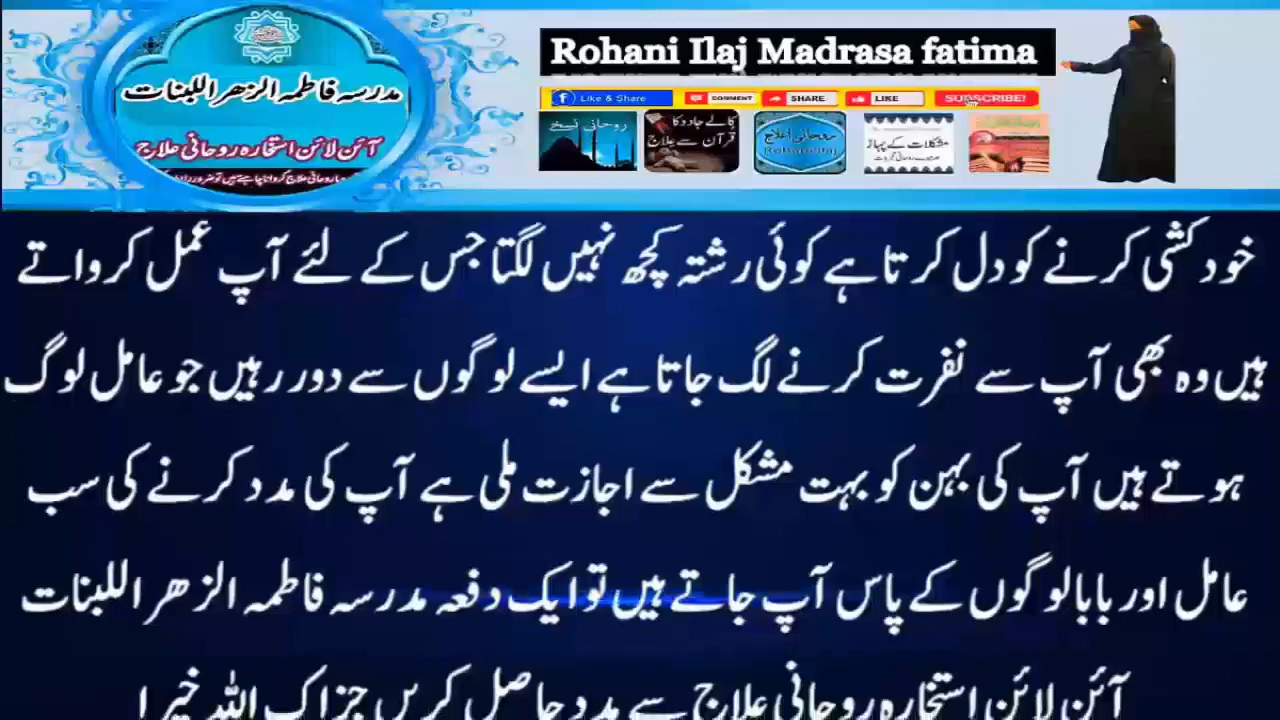 مدرسہ فاطمہ الزھرا للبنات
آئن لائن استخارہ روحانی علاج
Rohani Ilaj Madrasa fatima
Like & Share
COMMENT
SHARE
LIKE
SUBSCRIBE!
روحانی نسخے
کالے جادو کا
قرآن سے علاج
روحانی اعلاج
مشکلات کے پہاڑ
خودکشی کرنے کو دل کرتا ہے کوئی رشتہ کچھ نہیں لگتا جس کے لئے آپ عمل کرواتے
ہیں وہ بھی آپ سے نفرت کرنے لگ جاتا ہے ایسے لوگوں سے دور رہیں جو عامل لوگ
ہوتے ہیں آپ کی بہن کو بہت مشکل سے اجازت ملی ہے آپ کی مدد کرنے کی سب
عامل اور بابا لوگوں کے پاس آپ جاتے ہیں تو ایک دفعہ مدرسہ فاطمہ الزھرا للبنات
آئن لائن استخارہ روحانی علاج سے مدد حاصل کریں جزاک اللہ خیرا